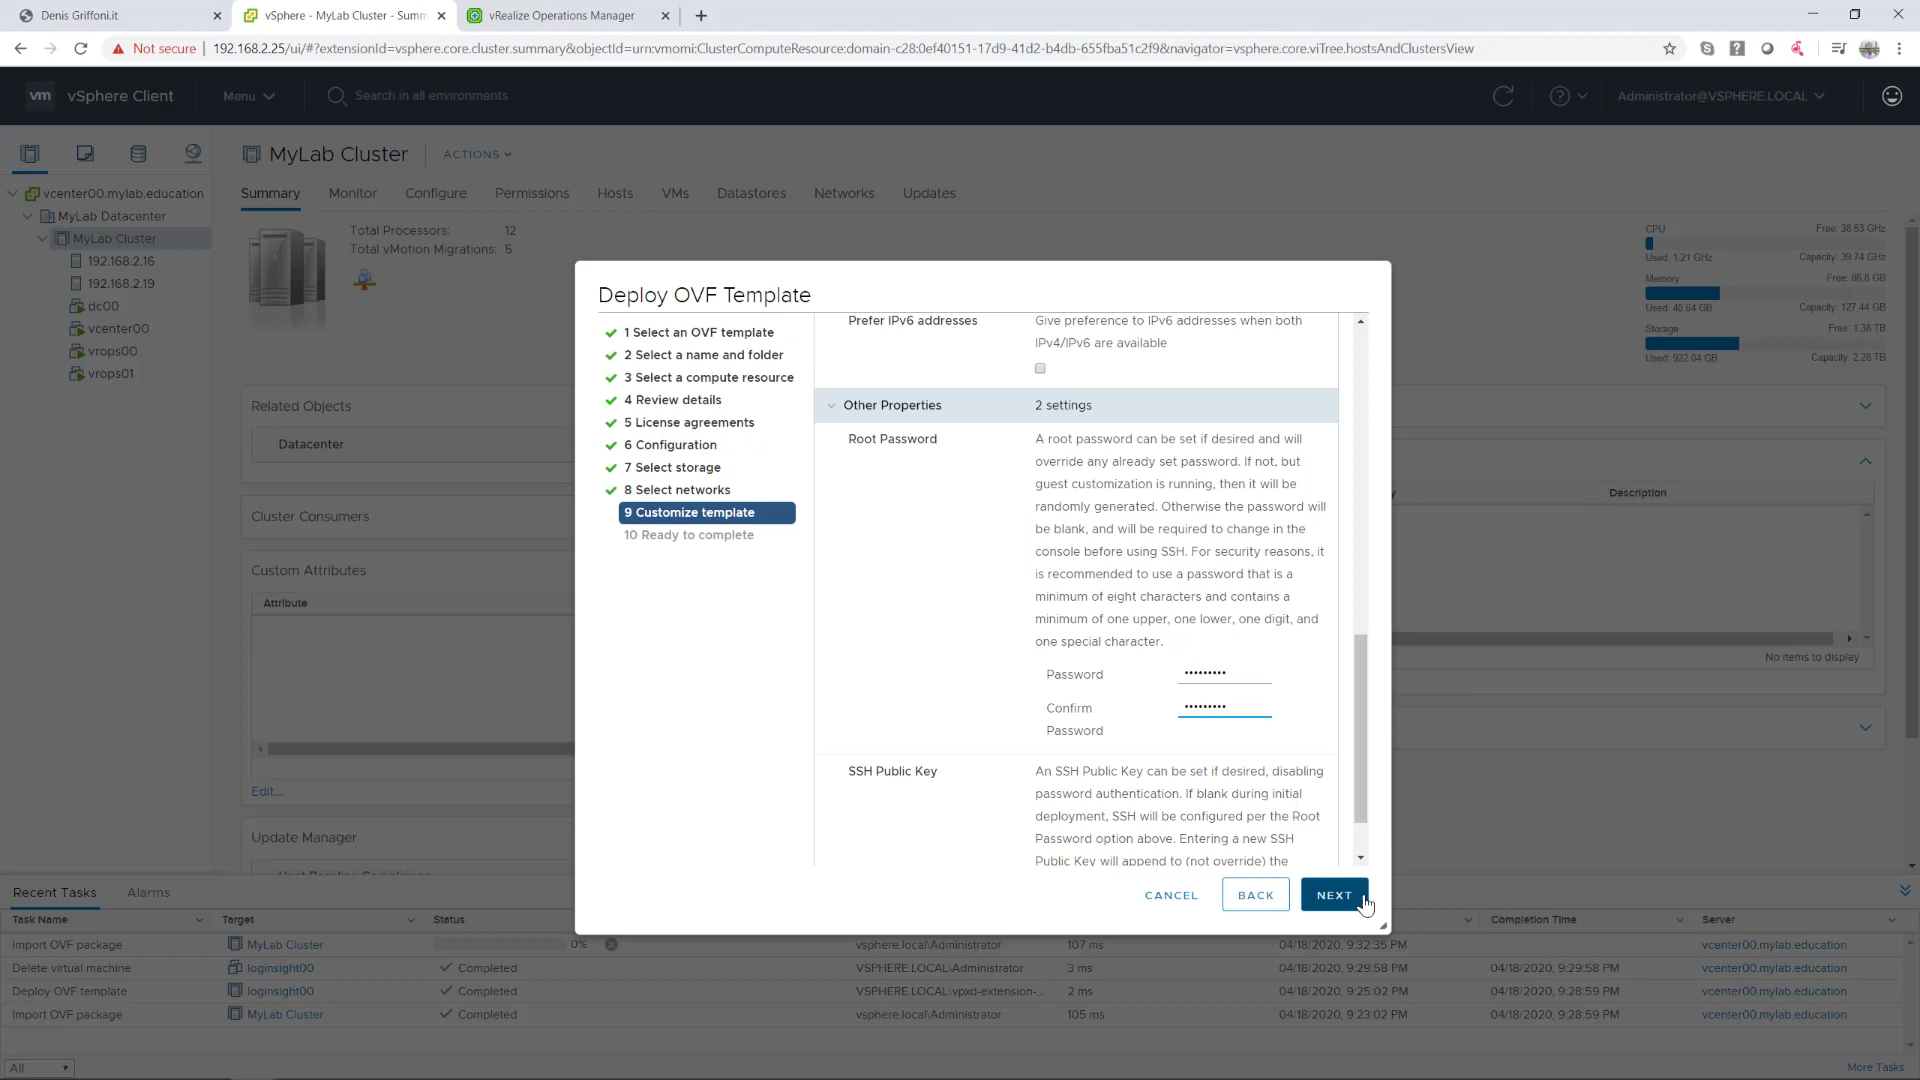 Denis Griffoni.it
vSphere - MyLab Cluster - Summ
vRealize Operations Manager
Not secure
192.168.2.25/ui/#?extensionId=vsphere.core.cluster.summary&objectId=urn:vmomi:ClusterComputeResource:domain-c28:0ef40151-17d9-41d2-b4db-655fba51c2f9&navigator=vsphere.core.viTree.hostsAndClustersView
vm vSphere Client
Menu
Search in all environments
Administrator@VSPHERE.LOCAL
MyLab Cluster
ACTIONS
Summary Monitor Configure Permissions Hosts VMs Datastores Networks Updates
vcenter00.mylab.education
MyLab Datacenter
MyLab Cluster
192.168.2.16
192.168.2.19
dc00
vcenter00
vrops00
vrops01
Total Processors: 12
Total vMotion Migrations: 5
CPU Free: 38.53 GHz
Used: 1.21 GHz Capacity: 39.74 GHz
Memory Free: 86.8 GB
Used: 40.64 GB Capacity: 127.44 GB
Storage Free: 1.38 TB
Used: 922.04 GB Capacity: 2.28 TB
Related Objects
Datacenter
Cluster Consumers
Custom Attributes
Attribute
Edit...
Update Manager
Description
No items to display
Deploy OVF Template
1 Select an OVF template
2 Select a name and folder
3 Select a compute resource
4 Review details
5 License agreements
6 Configuration
7 Select storage
8 Select networks
9 Customize template
10 Ready to complete
Prefer IPv6 addresses
Give preference to IPv6 addresses when both
IPv4/IPv6 are available
Other Properties
2 settings
Root Password
A root password can be set if desired and will
override any already set password. If not, but
guest customization is running, then it will be
randomly generated. Otherwise the password will
be blank, and will be required to change in the
console before using SSH. For security reasons, it
is recommended to use a password that is a
minimum of eight characters and contains a
minimum of one upper, one lower, one digit, and
one special character.
Password •••••••••
Confirm •••••••••
Password
SSH Public Key
An SSH Public Key can be set if desired, disabling
password authentication. If blank during initial
deployment, SSH will be configured per the Root
Password option above. Entering a new SSH
Public Key will append to (not override) the
CANCEL BACK NEXT
Recent Tasks Alarms
Task Name Target Status Completion Time Server
Import OVF package MyLab Cluster 0% vsphere.local\Administrator 107 ms 04/18/2020, 9:32:35 PM vcenter00.mylab.education
Delete virtual machine loginsight00 Completed VSPHERE.LOCAL\Administrator 3 ms 04/18/2020, 9:29:58 PM 04/18/2020, 9:29:58 PM vcenter00.mylab.education
Deploy OVF template loginsight00 Completed VSPHERE.LOCAL\vpxd-extension-... 2 ms 04/18/2020, 9:25:02 PM 04/18/2020, 9:28:59 PM vcenter00.mylab.education
Import OVF package MyLab Cluster Completed vsphere.local\Administrator 105 ms 04/18/2020, 9:23:02 PM 04/18/2020, 9:28:59 PM vcenter00.mylab.education
All
More Tasks